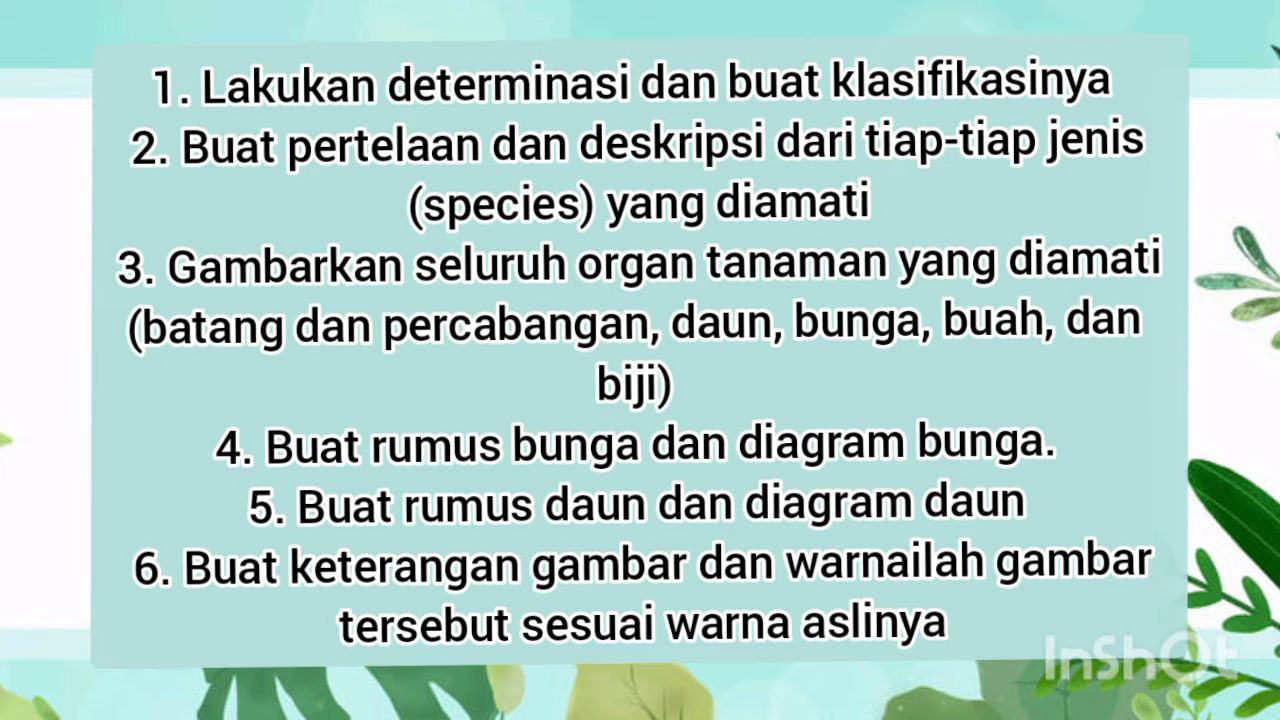 1. Lakukan determinasi dan buat klasifikasinya
2. Buat pertelaan dan deskripsi dari tiap-tiap jenis
(species) yang diamati
3. Gambarkan seluruh organ tanaman yang diamati
(batang dan percabangan, daun, bunga, buah, dan
biji)
4. Buat rumus bunga dan diagram bunga.
5. Buat rumus daun dan diagram daun
6. Buat keterangan gambar dan warnailah gambar
tersebut sesuai warna aslinya
InShOt